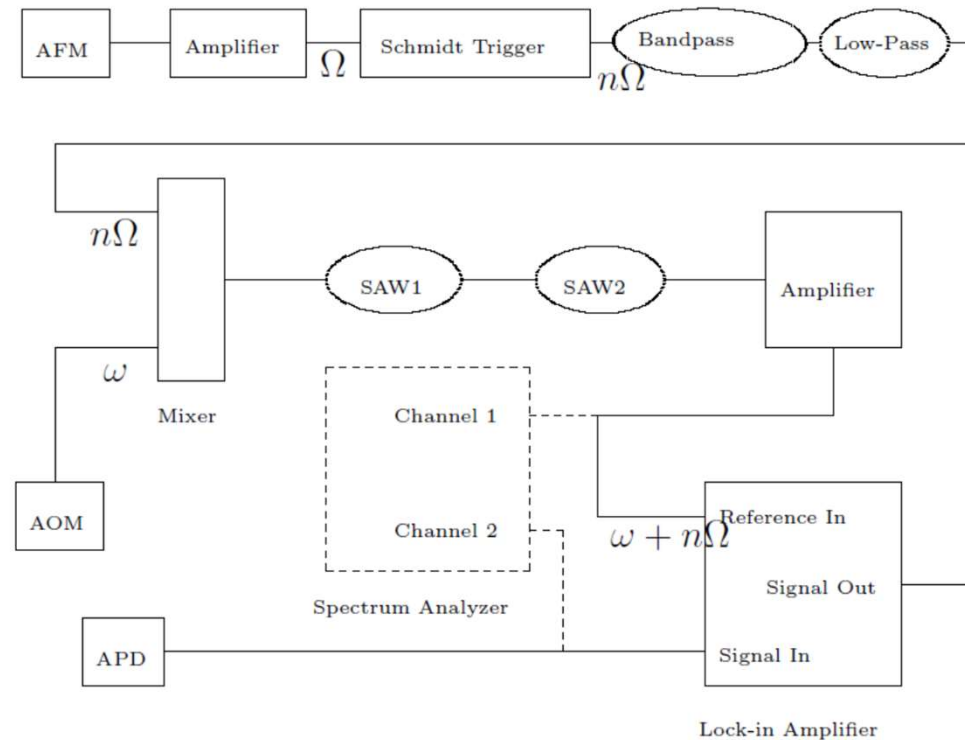 AFM
Amplifier
Ω
Schmidt Trigger
nΩ
Bandpass
Low-Pass
nΩ
ω
Mixer
SAW1
SAW2
Amplifier
AOM
Channel 1
Channel 2
Spectrum Analyzer
ω + nΩ
Reference In
Signal Out
Signal In
APD
Lock-in Amplifier